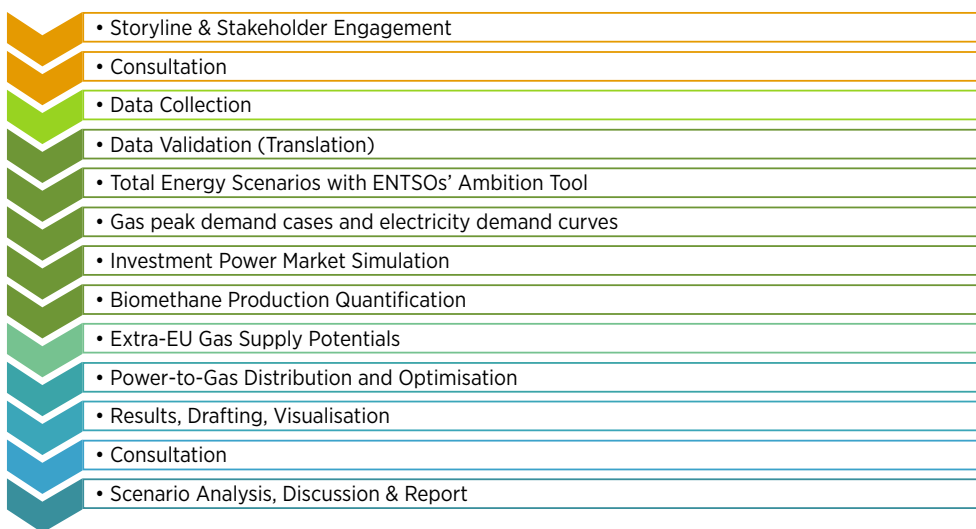 • Storyline & Stakeholder Engagement
• Consultation
• Data Collection
• Data Validation (Translation)
• Total Energy Scenarios with ENTSOs’ Ambition Tool
• Gas peak demand cases and electricity demand curves
• Investment Power Market Simulation
• Biomethane Production Quantification
• Extra-EU Gas Supply Potentials
• Power-to-Gas Distribution and Optimisation
• Results, Drafting, Visualisation
• Consultation
• Scenario Analysis, Discussion & Report